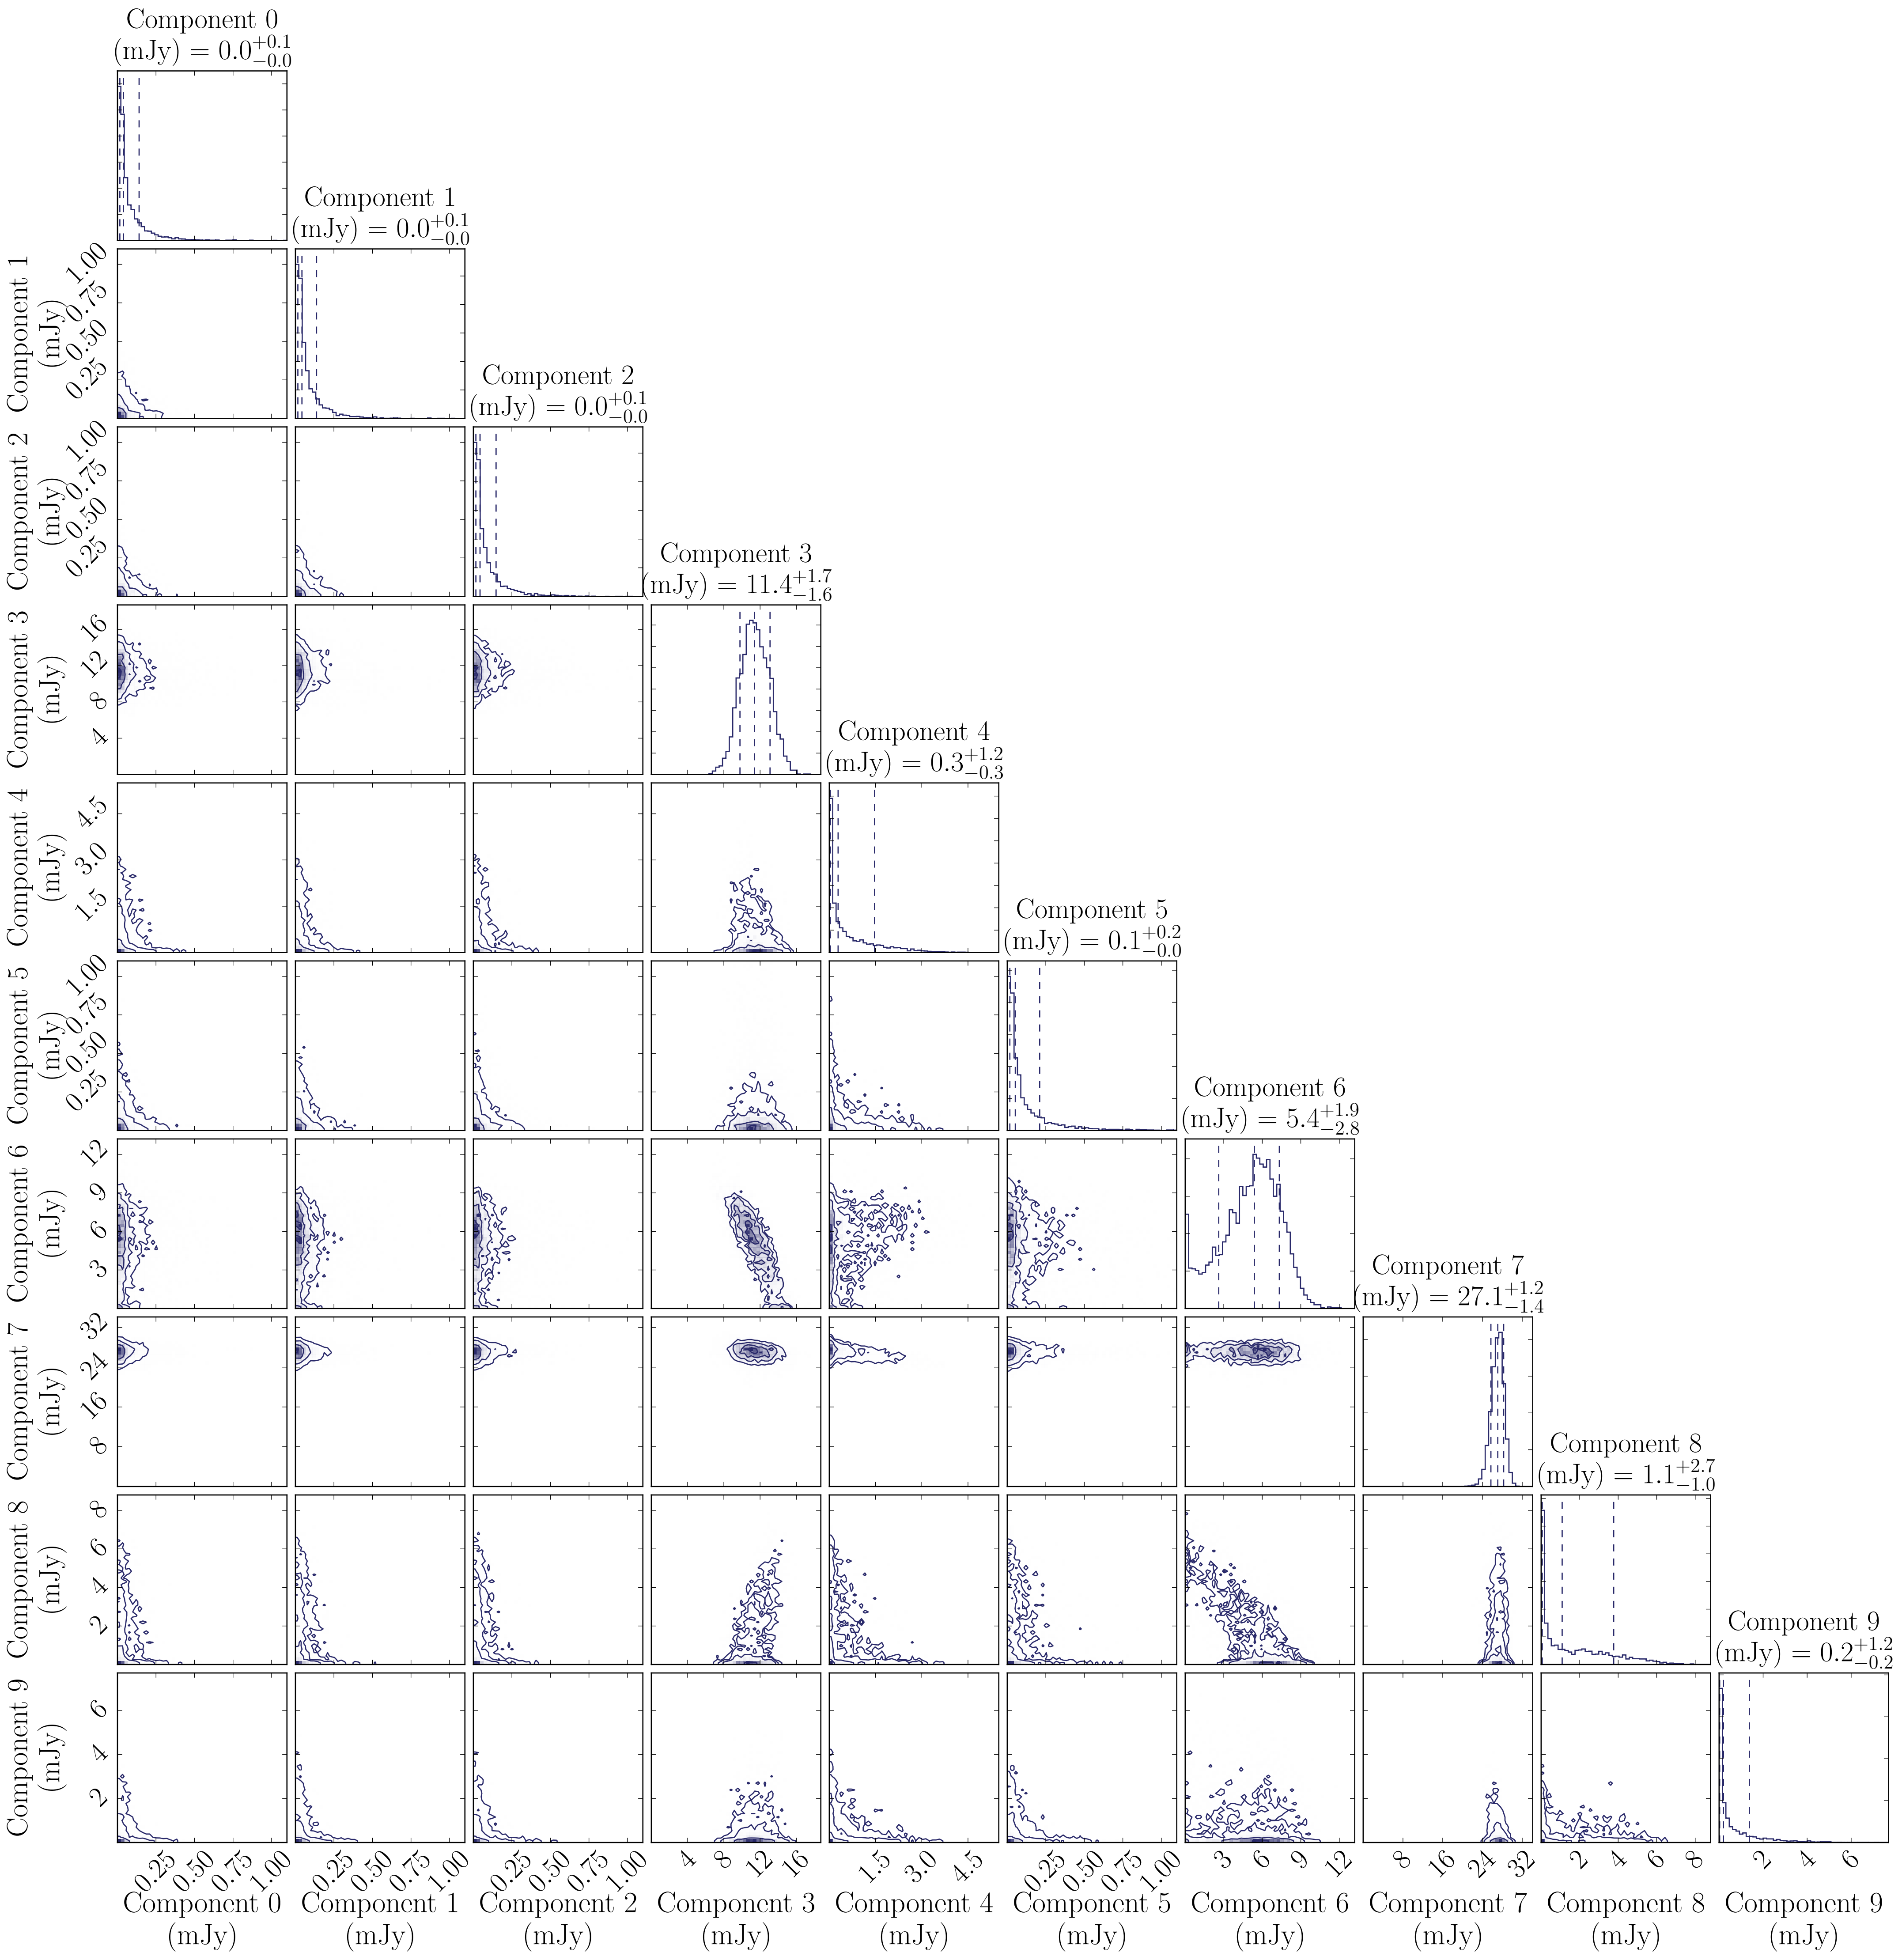 Component 0
(mJy) = 0.0+0.1−0.0
Component 1
(mJy) = 0.0+0.1−0.0
Component 1
(mJy)
1.00
0.75
0.50
0.25
Component 2
(mJy) = 0.0+0.1−0.0
Component 2
(mJy)
1.00
0.75
0.50
0.25
Component 3
(mJy) = 11.4+1.7−1.6
Component 3
(mJy)
16
12
8
4
Component 4
(mJy) = 0.3+1.2−0.3
Component 4
(mJy)
4.5
3.0
1.5
Component 5
(mJy) = 0.1+0.2−0.0
Component 5
(mJy)
1.00
0.75
0.50
0.25
Component 6
(mJy) = 5.4+1.9−2.8
Component 6
(mJy)
12
9
6
3
Component 7
(mJy) = 27.1+1.2−1.4
Component 7
(mJy)
32
24
16
8
Component 8
(mJy) = 1.1+2.7−1.0
Component 8
(mJy)
8
6
4
2
Component 9
(mJy) = 0.2+1.2−0.2
Component 9
(mJy)
6
4
2
0.25 0.50 0.75 1.00 0.25 0.50 0.75 1.00 0.25 0.50 0.75 1.00 4 8 12 16 1.5 3.0 4.5 0.25 0.50 0.75 1.00 3 6 9 12 8 16 24 32 2 4 6 8 2 4 6
Component 0 Component 1 Component 2 Component 3 Component 4 Component 5 Component 6 Component 7 Component 8 Component 9
(mJy) (mJy) (mJy) (mJy) (mJy) (mJy) (mJy) (mJy) (mJy) (mJy)